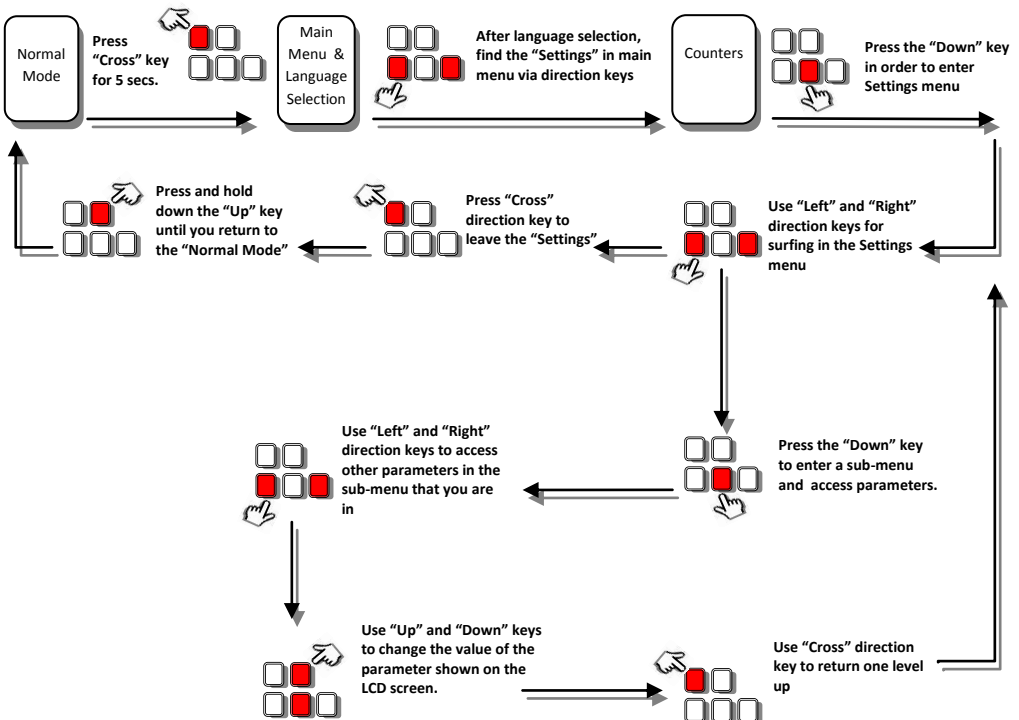 Normal
Mode
Press
"Cross" key
for 5 secs.
Main
Menu &
Language
Selection
After language selection,
find the "Settings" in main
menu via direction keys
Counters
Press the "Down" key
in order to enter
Settings menu
Press and hold
down the "Up" key
until you return to
the "Normal Mode"
Press "Cross"
direction key to
leave the "Settings"
Use "Left" and "Right"
direction keys for
surfing in the Settings
menu
Use "Left" and "Right"
direction keys to access
other parameters in the
sub-menu that you are
in
Press the "Down" key
to enter a sub-menu
and access parameters.
Use "Up" and "Down" keys
to change the value of the
parameter shown on the
LCD screen.
Use "Cross" direction
key to return one level
up